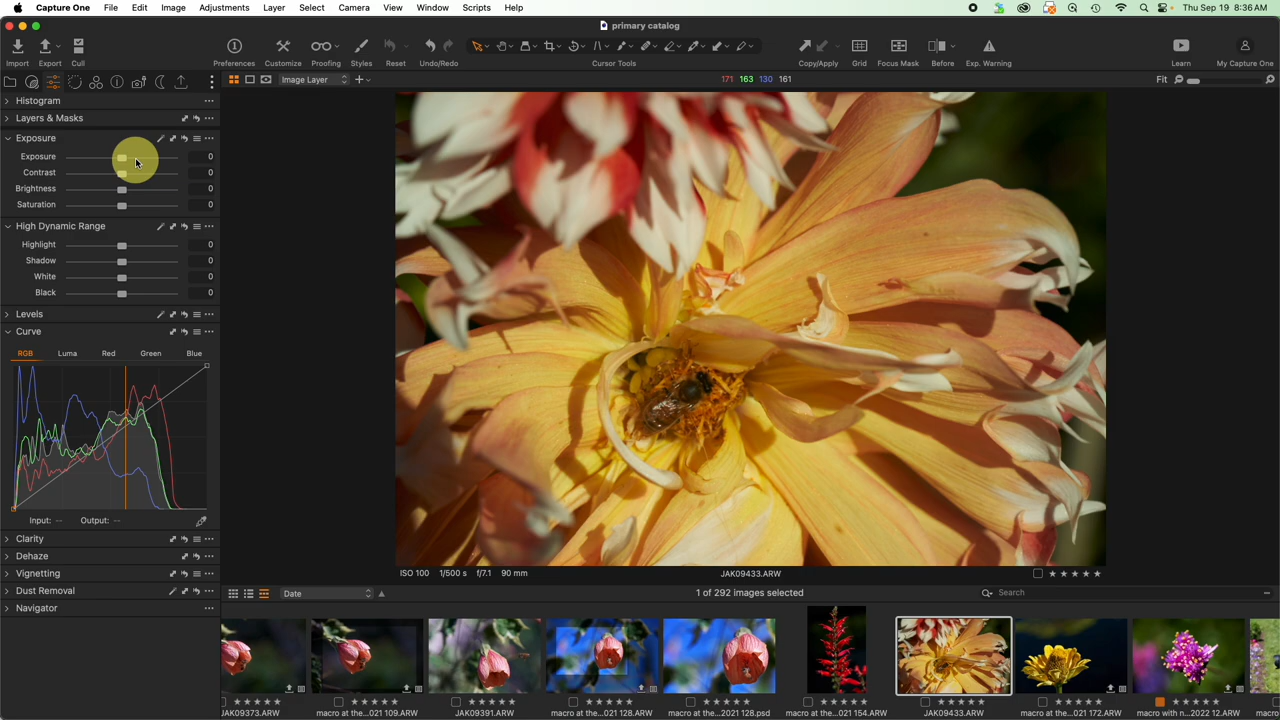 Capture One File Edit Image Adjustments Layer Select Camera View Window Scripts Help Thu Sep 19 8:36 AM
primary catalog
Import Export Cull Preferences Customize Proofing Styles Reset Undo/Redo Cursor Tools Copy/Apply Grid Focus Mask Before Exp. Warning Learn My Capture One
Image Layer 171 163 130 161 Fit
Histogram
Layers & Masks
Exposure
Exposure 0
Contrast 0
Brightness 0
Saturation 0
High Dynamic Range
Highlight 0
Shadow 0
White 0
Black 0
Levels
Curve
RGB Luma Red Green Blue
Input: -- Output: --
Clarity
Dehaze
Vignetting
Dust Removal
Navigator
ISO 100 1/500 s f/7.1 90 mm JAK09433.ARW
Date 1 of 292 images selected Search
JAK09373.ARW macro at the...021 109.ARW JAK09391.ARW macro at the...021 128.ARW macro at the...2021 128.psd macro at the...021 154.ARW JAK09433.ARW macro at the...021 172.ARW macro with n...2022 12.ARW macro